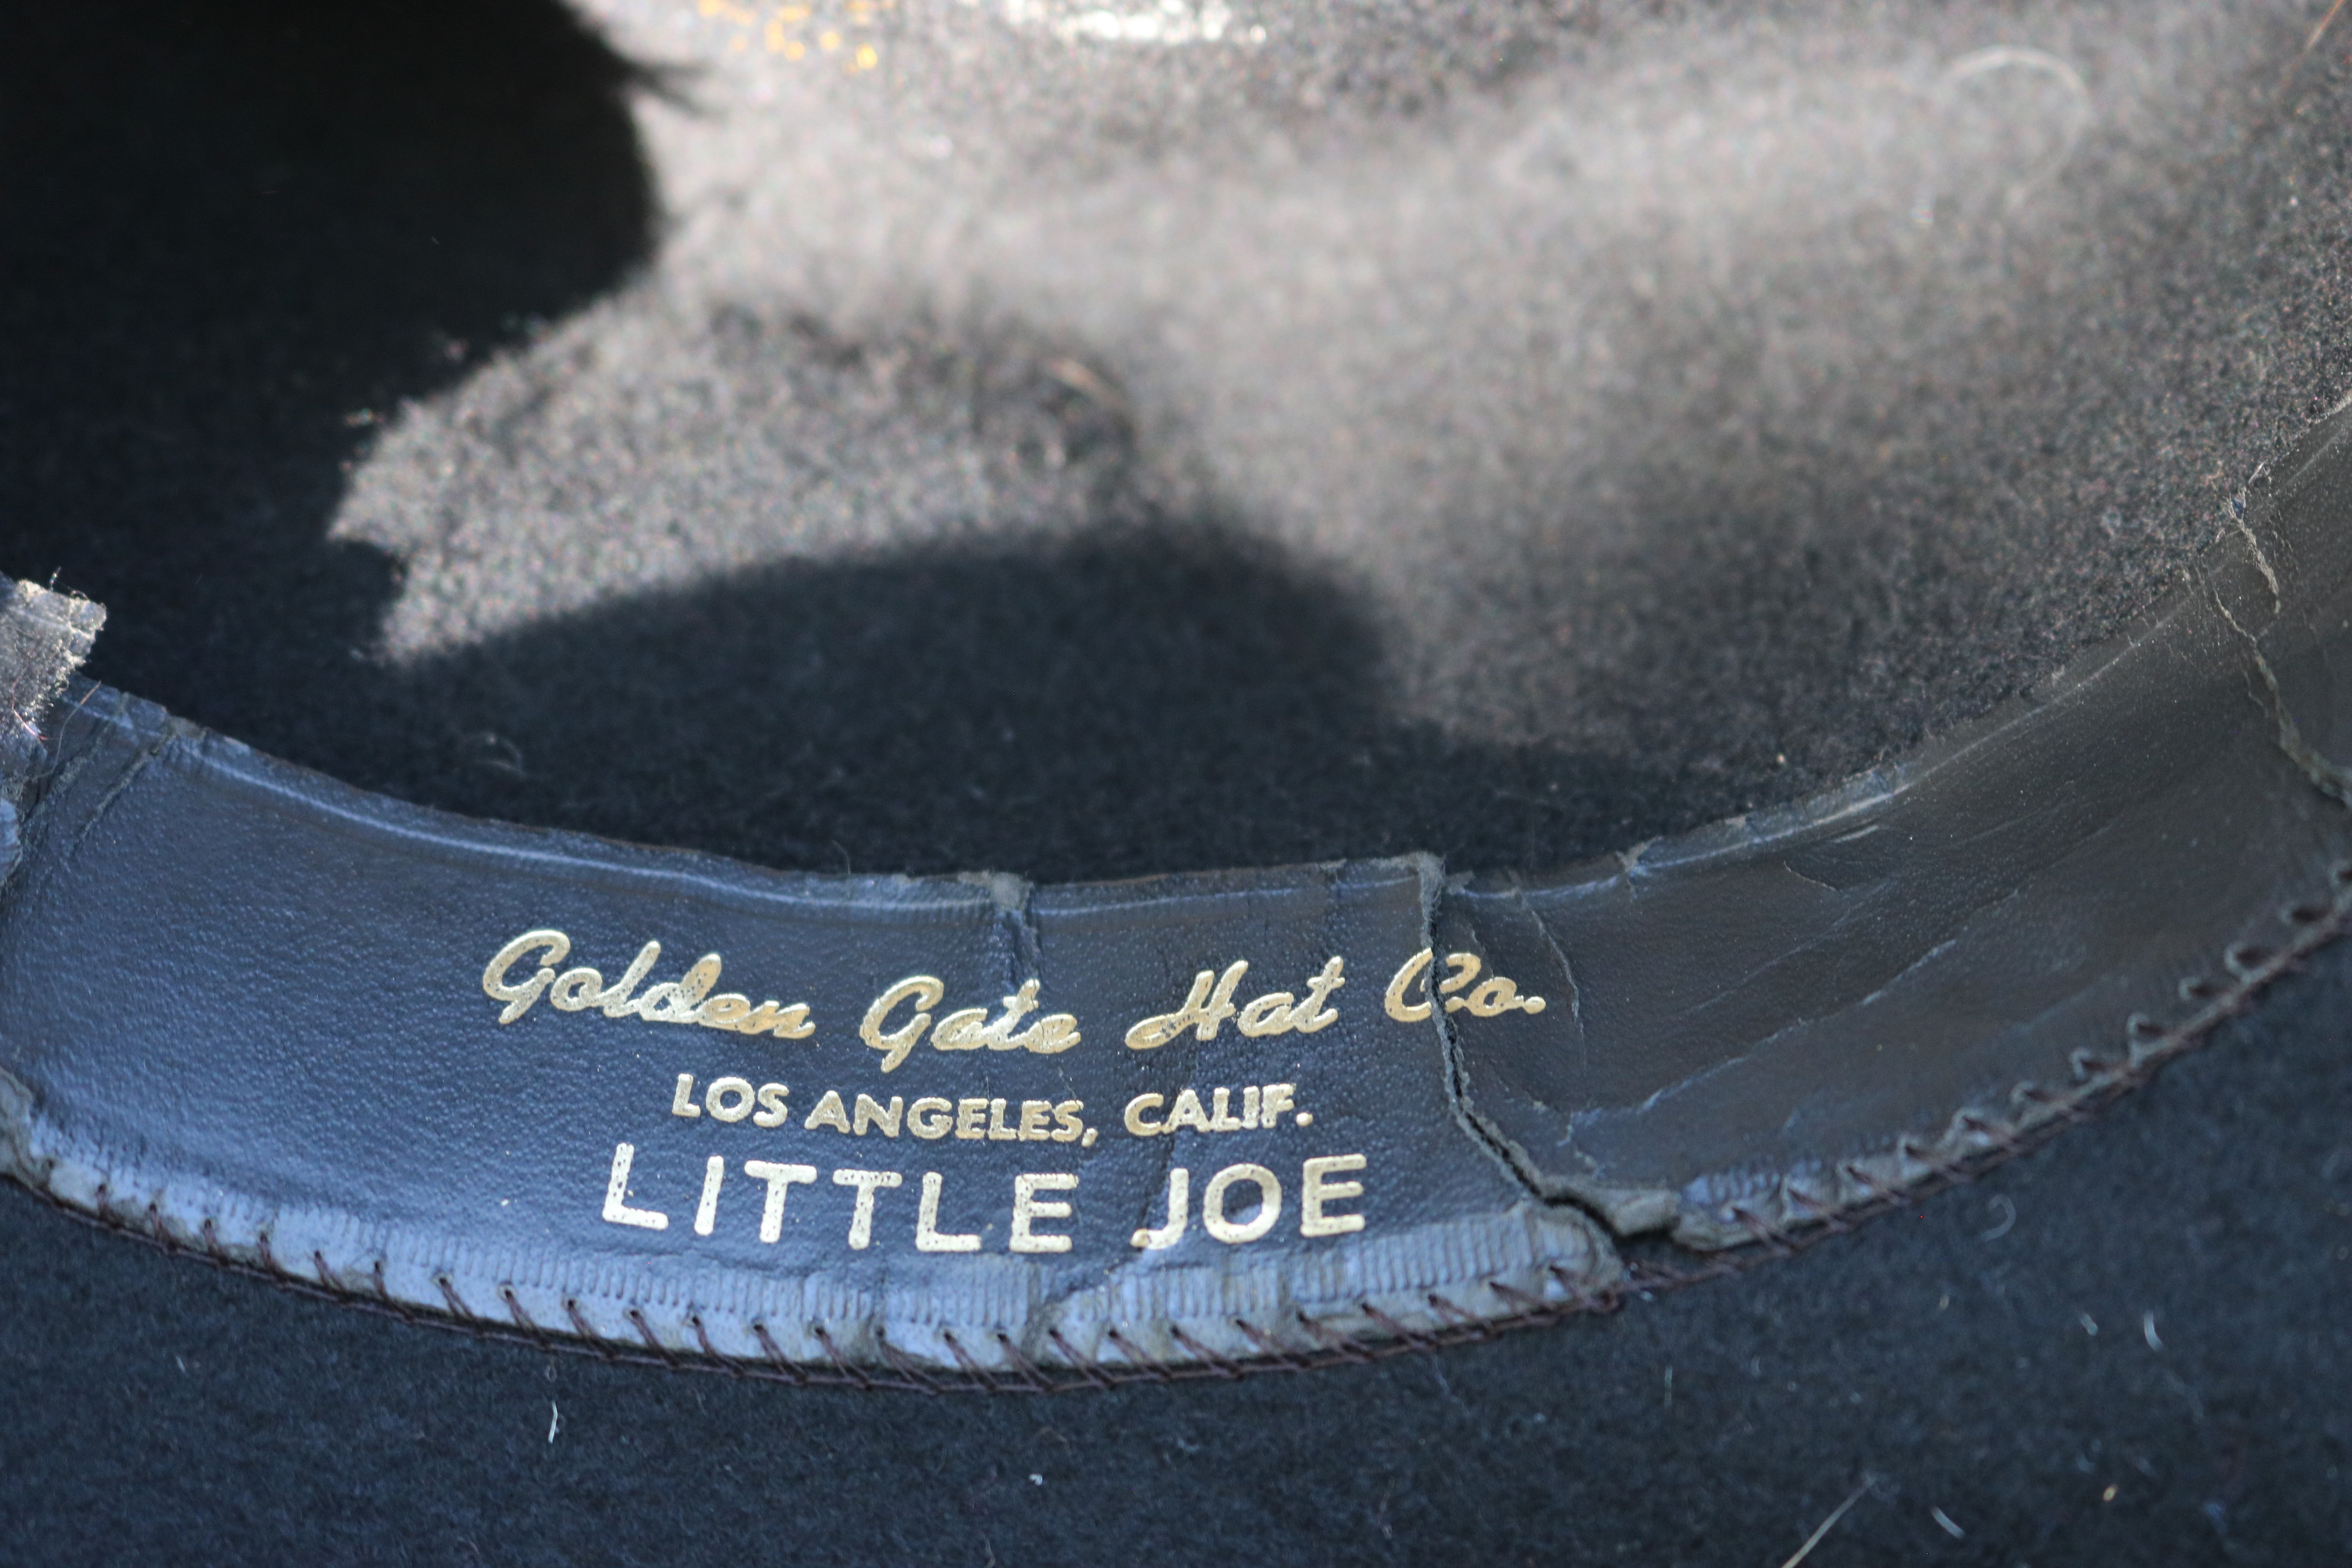 Golden Gate Hat Co.
LOS ANGELES, CALIF.
LITTLE JOE